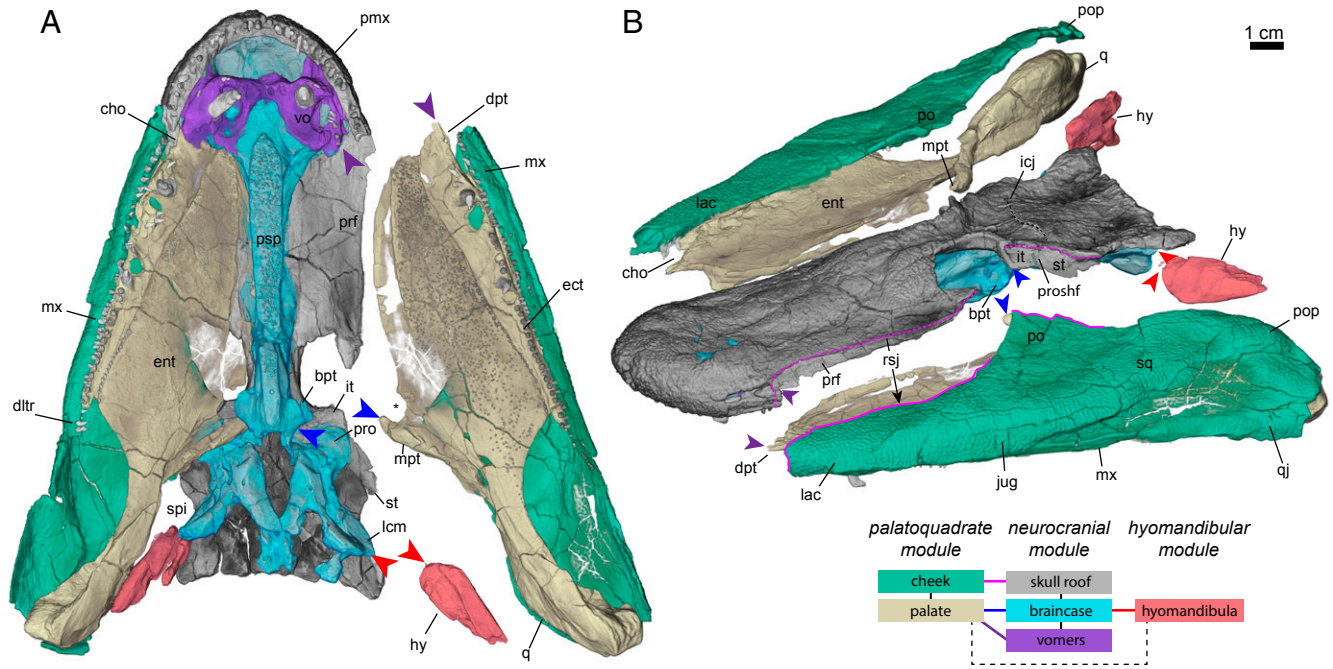 A
pmx
cho
vo
dpt
mx
prf
psp
mx
ect
ent
bpt
it
dltr
pro
*
mpt
st
spi
lcm
hy
q
B
pop
1 cm
q
po
hy
mpt
icj
lac
ent
hy
cho
it
st
proshf
bpt
pop
po
sq
rsj
prf
dpt
mx
qj
lac
jug
palatoquadrate module
neurocranial module
hyomandibular module
cheek
skull roof
palate
braincase
hyomandibula
vomers